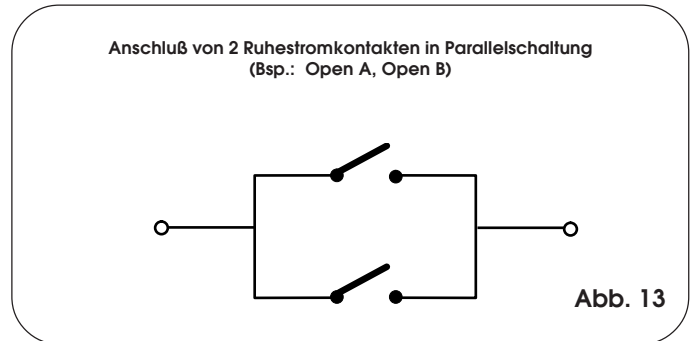 Anschluß von 2 Ruhestromkontakten in Parallelschaltung
(Bsp.: Open A, Open B)
Abb. 13